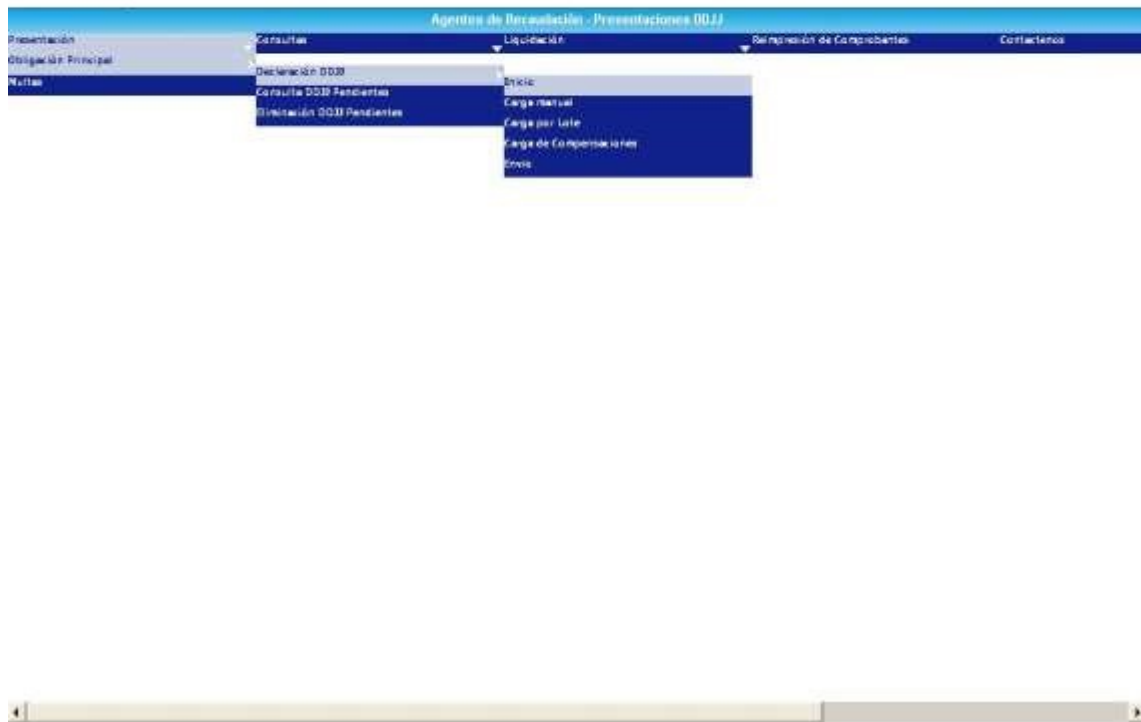 Agentes de Recaudación - Presentaciones DDJJ
Presentación Consultas Liquidación Reimpresión de Comprobantes Contactenos
Obligación Principal
Multas
Declaración DDJJ
Consulta DDJJ Pendientes
Eliminación DDJJ Pendientes
Inicio
Carga manual
Carga por Lote
Carga de Compensaciones
Envio